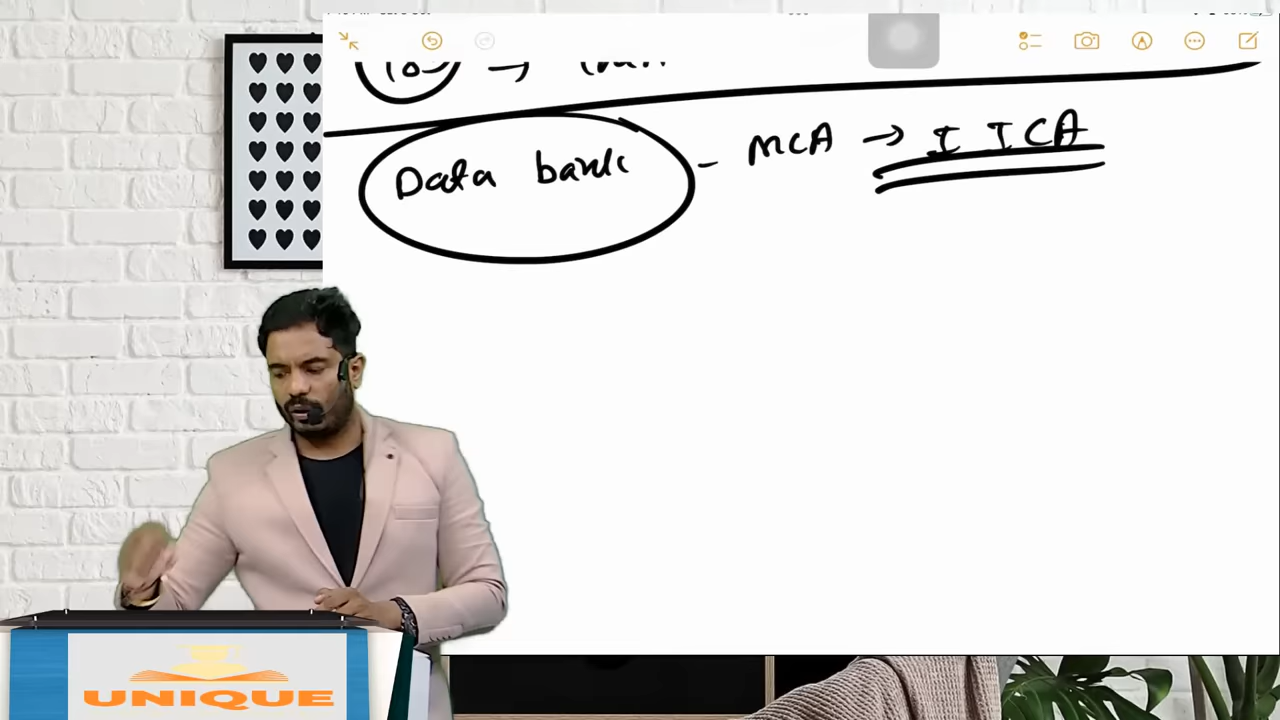 Data bank - MCA → IICA
UNIQUE